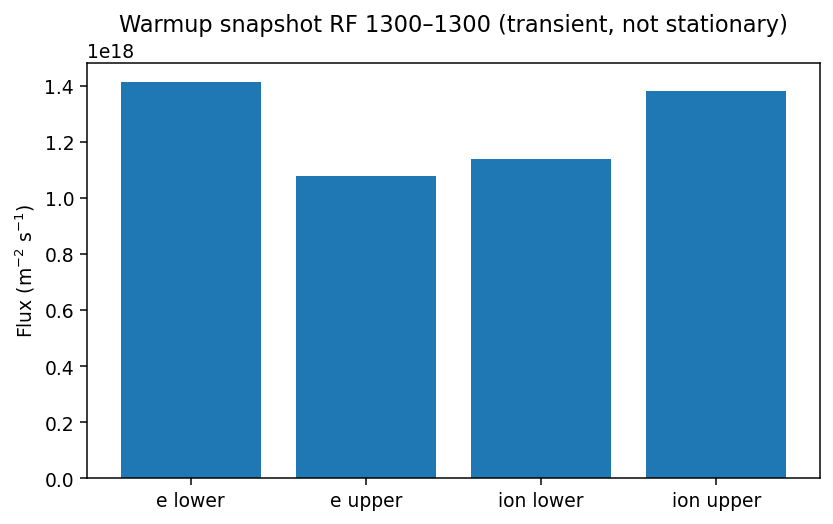 Warmup snapshot RF 1300–1300 (transient, not stationary)
1e18
Flux (m⁻² s⁻¹)
1.4
1.2
1.0
0.8
0.6
0.4
0.2
0.0
e lower
e upper
ion lower
ion upper